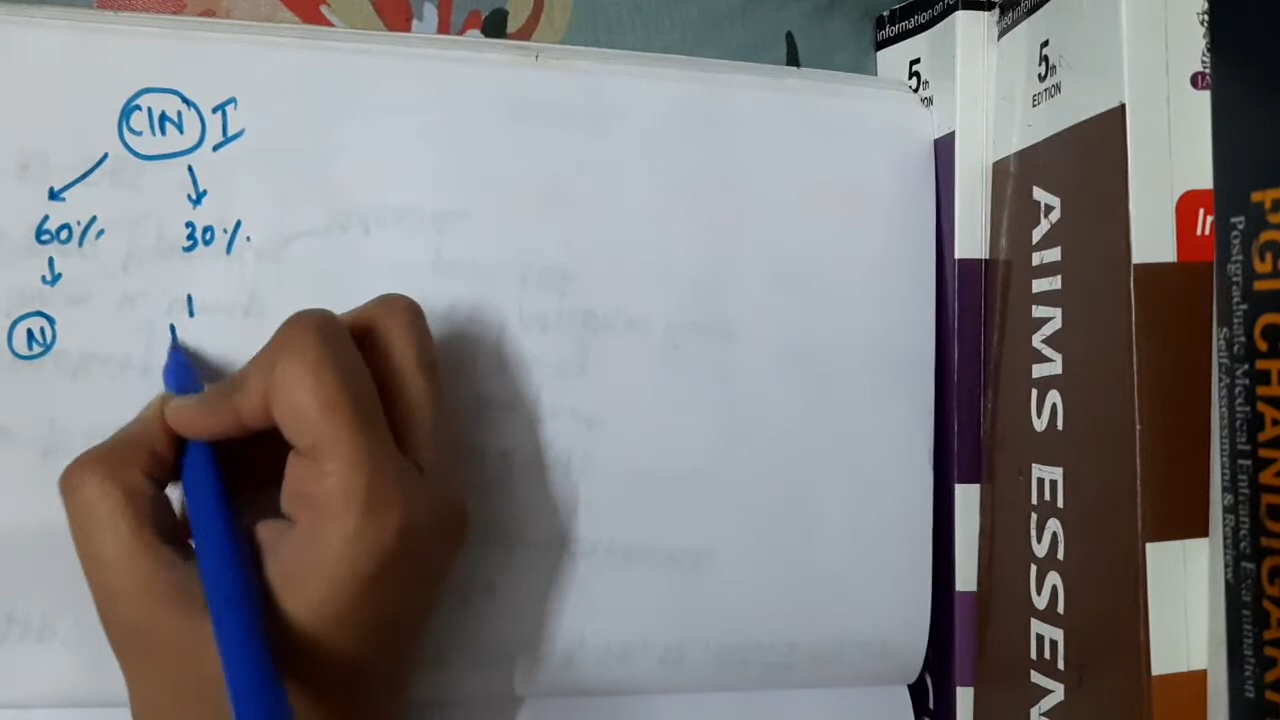 CIN I
60% 30%
N
information on
5th
EDITION
5th
EDITION
AIIMS ESSEN
PGI CHANDIGAR
Postgraduate Medical Entrance Examination
Self-Assessment & Review